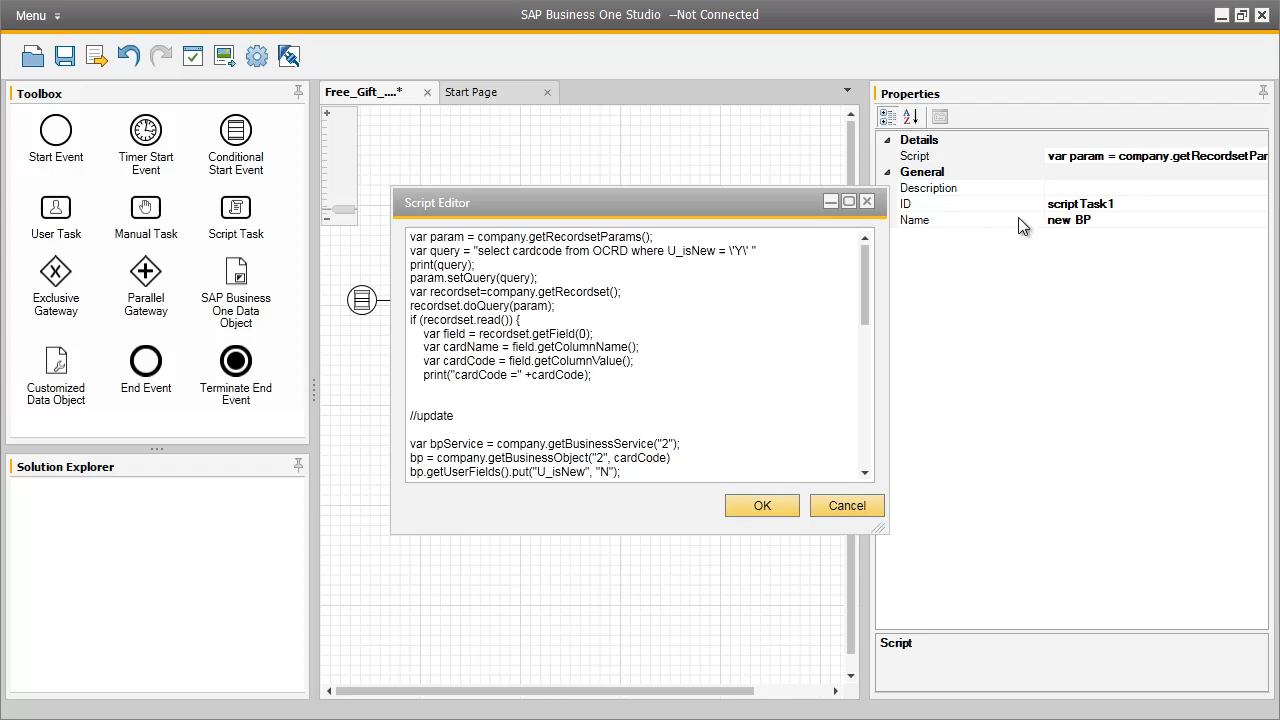 Menu
SAP Business One Studio --Not Connected
Toolbox
Start Event
Timer Start
Event
Conditional
Start Event
User Task
Manual Task
Script Task
Exclusive
Gateway
Parallel
Gateway
SAP Business
One Data
Object
Customized
Data Object
End Event
Terminate End
Event
Solution Explorer
Free_Gift_....*
Start Page
Script Editor
var param = company.getRecordsetParams();
var query = "select cardcode from OCRD where U_isNew = \'Y\' "
print(query);
param.setQuery(query);
var recordset=company.getRecordset();
recordset.doQuery(param);
if (recordset.read()) {
var field = recordset.getField(0);
var cardName = field.getColumnName();
var cardCode = field.getColumnValue();
print("cardCode =" +cardCode);
//update
var bpService = company.getBusinessService("2");
bp = company.getBusinessObject("2", cardCode)
bp.getUserFields().put("U_isNew", "N");
OK
Cancel
Properties
Details
Script var param = company.getRecordsetPar
General
Description
ID scriptTask1
Name new BP
Script